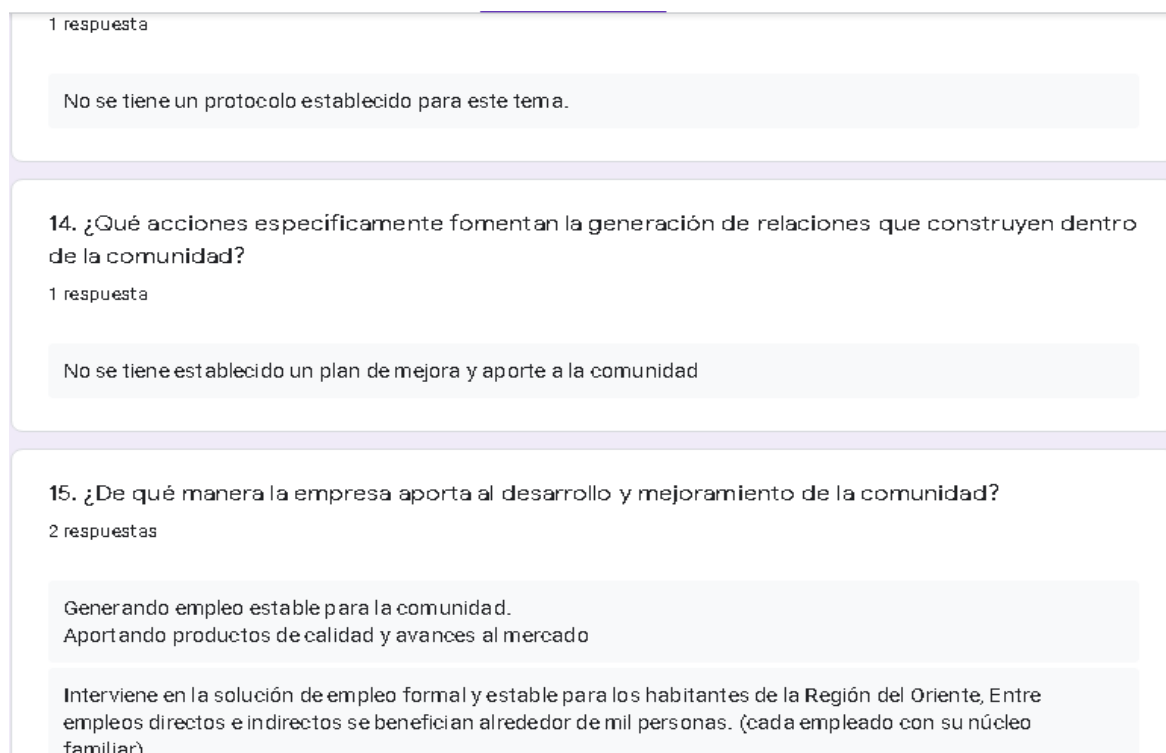 1 respuesta
No se tiene un protocolo establecido para este tema.
14. ¿Qué acciones específicamente fomentan la generación de relaciones que construyen dentro
de la comunidad?
1 respuesta
No se tiene establecido un plan de mejora y aporte a la comunidad
15. ¿De qué manera la empresa aporta al desarrollo y mejoramiento de la comunidad?
2 respuestas
Generando empleo estable para la comunidad.
Aportando productos de calidad y avances al mercado
Interviene en la solución de empleo formal y estable para los habitantes de la Región del Oriente, Entre
empleos directos e indirectos se benefician alrededor de mil personas. (cada empleado con su núcleo
familiar)